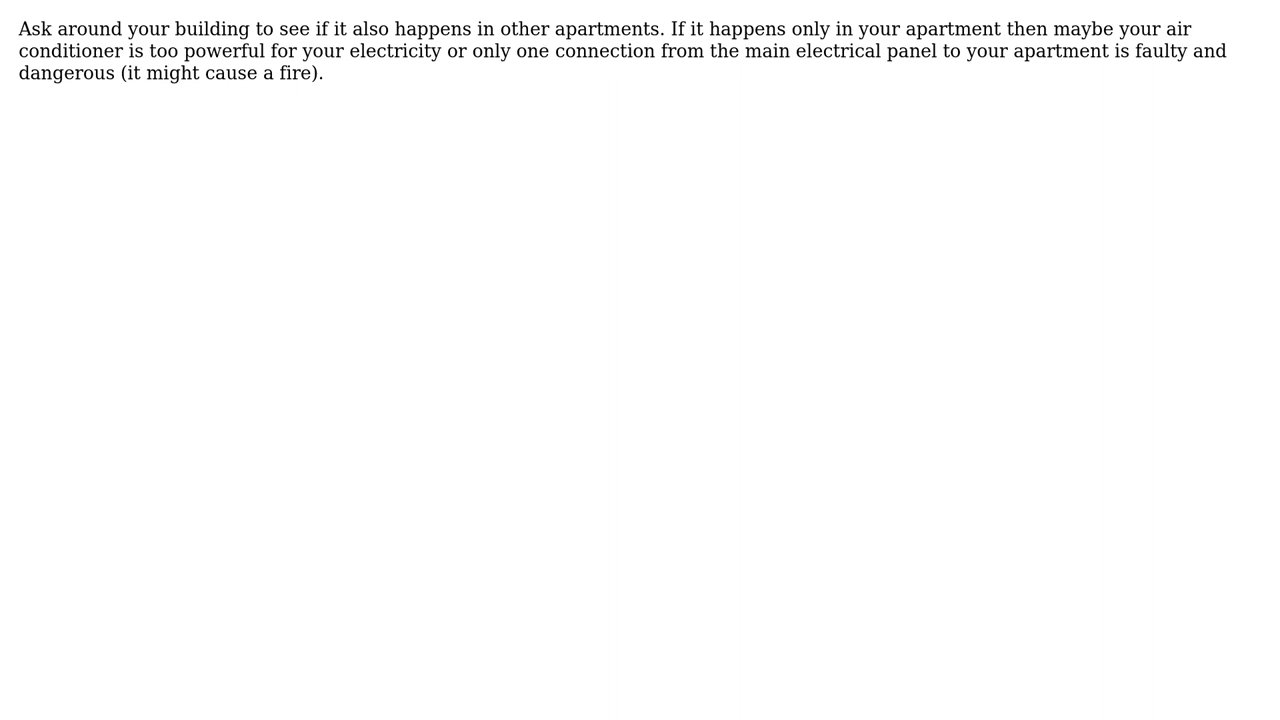 Ask around your building to see if it also happens in other apartments. If it happens only in your apartment then maybe your air
conditioner is too powerful for your electricity or only one connection from the main electrical panel to your apartment is faulty and
dangerous (it might cause a fire).